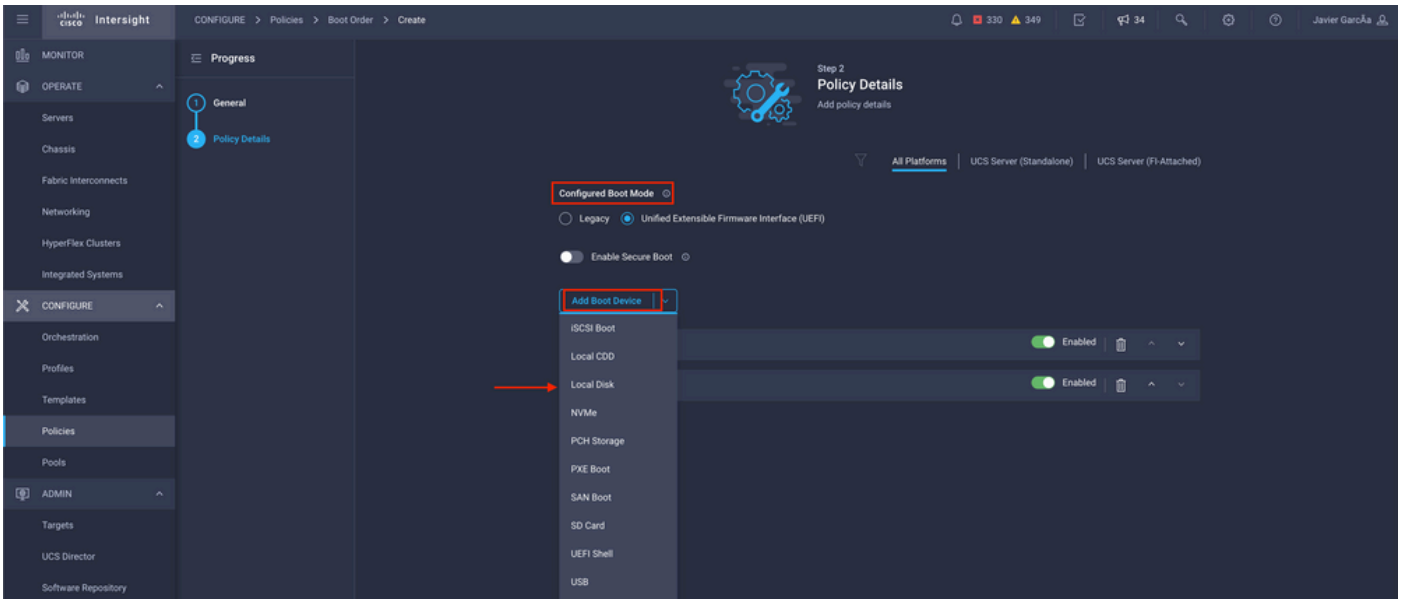 cisco Intersight
CONFIGURE > Policies > Boot Order > Create
330 349 34
Javier GarcÃa
MONITOR
OPERATE
Servers
Chassis
Fabric Interconnects
Networking
HyperFlex Clusters
Integrated Systems
CONFIGURE
Orchestration
Profiles
Templates
Policies
Pools
ADMIN
Targets
UCS Director
Software Repository
Progress
1 General
2 Policy Details
Step 2
Policy Details
Add policy details
All Platforms | UCS Server (Standalone) | UCS Server (FI-Attached)
Configured Boot Mode
Legacy Unified Extensible Firmware Interface (UEFI)
Enable Secure Boot
Add Boot Device
iSCSI Boot
Enabled
Local CDD
Local Disk
Enabled
NVMe
PCH Storage
PXE Boot
SAN Boot
SD Card
UEFI Shell
USB